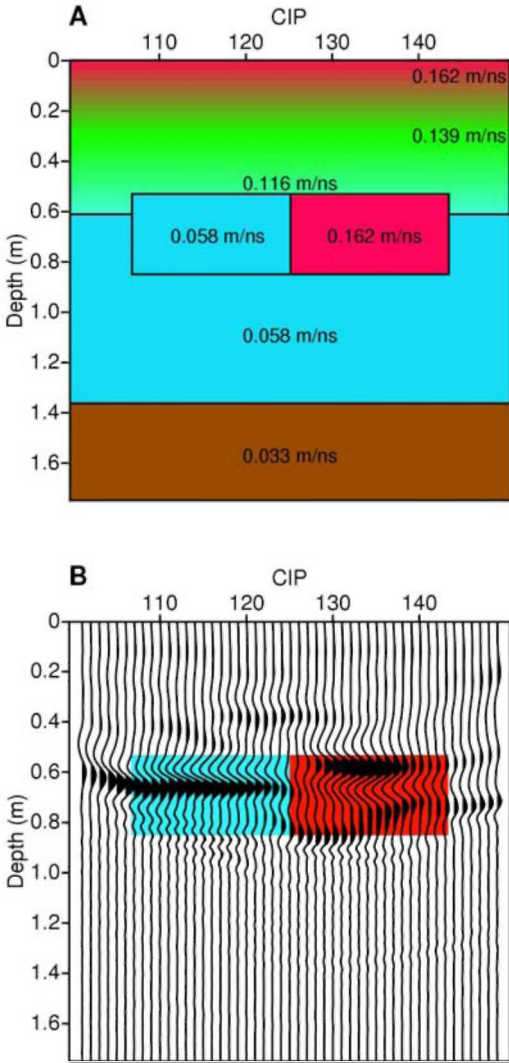 A
CIP
110 120 130 140
0
0.162 m/ns
0.2
0.139 m/ns
0.4
0.116 m/ns
0.6
0.058 m/ns 0.162 m/ns
0.8
Depth (m)
1.0
0.058 m/ns
1.2
1.4
0.033 m/ns
1.6
B
CIP
110 120 130 140
0
0.2
0.4
0.6
0.8
Depth (m)
1.0
1.2
1.4
1.6